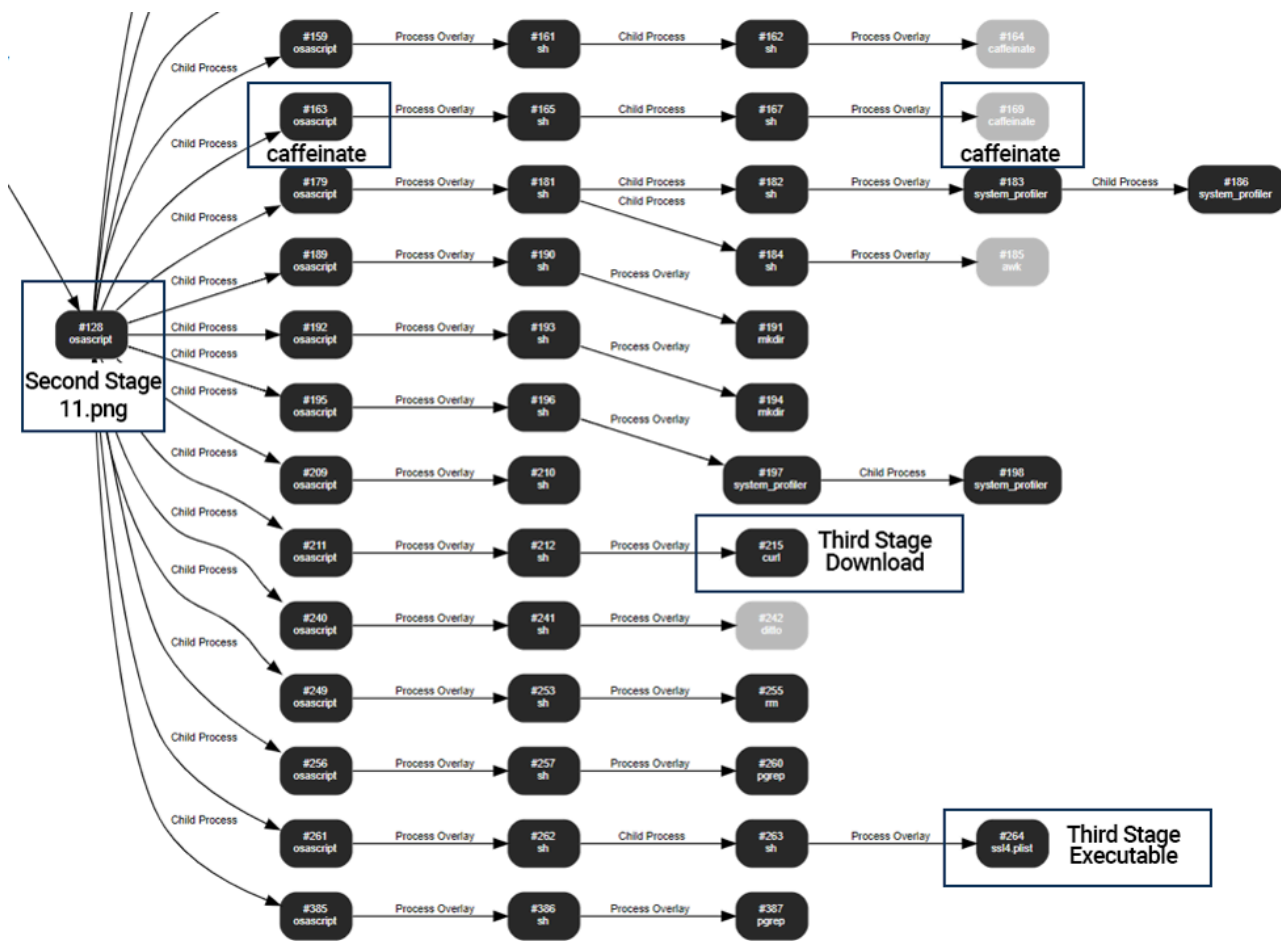 #159
osascript
Process Overlay
#161
sh
Child Process
#162
sh
Process Overlay
#164
caffeinate
Child Process
#163
osascript
caffeinate
Process Overlay
#165
sh
Child Process
#167
sh
Process Overlay
#169
caffeinate
caffeinate
Child Process
#179
osascript
Process Overlay
#181
sh
Child Process
Child Process
#182
sh
Process Overlay
#183
system_profiler
Child Process
#186
system_profiler
Child Process
#184
sh
Process Overlay
#185
awk
#189
osascript
Process Overlay
#190
sh
Process Overlay
#191
mkdir
Child Process
#128
osascript
Second Stage
11.png
Child Process
#192
osascript
Process Overlay
#193
sh
Process Overlay
#194
mkdir
Child Process
#195
osascript
Process Overlay
#196
sh
Process Overlay
#197
system_profiler
Child Process
#198
system_profiler
Child Process
#209
osascript
Process Overlay
#210
sh
Child Process
#211
osascript
Process Overlay
#212
sh
Process Overlay
#215
curl
Third Stage
Download
Child Process
#240
osascript
Process Overlay
#241
sh
Process Overlay
#242
ditto
Child Process
#249
osascript
Process Overlay
#253
sh
Process Overlay
#255
rm
Child Process
#256
osascript
Process Overlay
#257
sh
Process Overlay
#260
pgrep
Child Process
#261
osascript
Process Overlay
#262
sh
Child Process
#263
sh
Process Overlay
#264
ssl4.plist
Third Stage
Executable
Child Process
#385
osascript
Process Overlay
#386
sh
Process Overlay
#387
pgrep